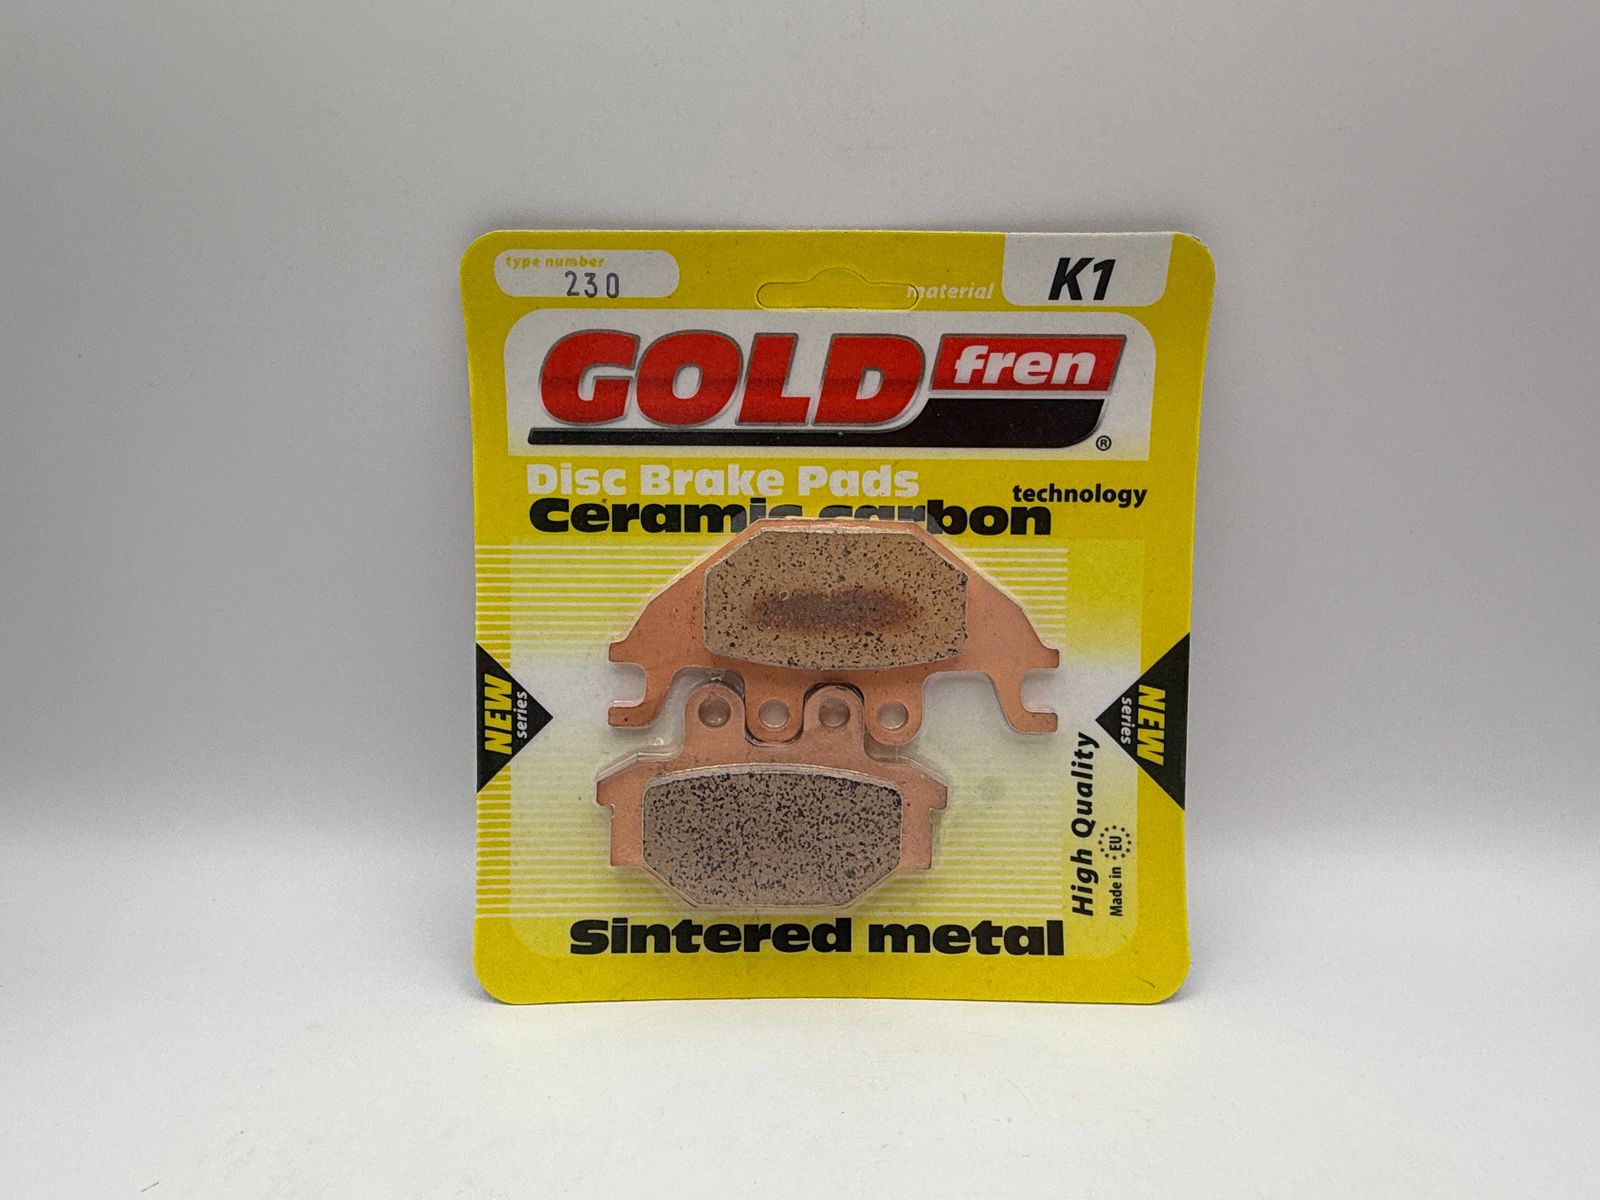 type number
230
material
K1
GOLD fren
®
Disc Brake Pads
technology
Ceramic carbon
NEW
series
NEW
series
High Quality
Made in EU
Sintered metal